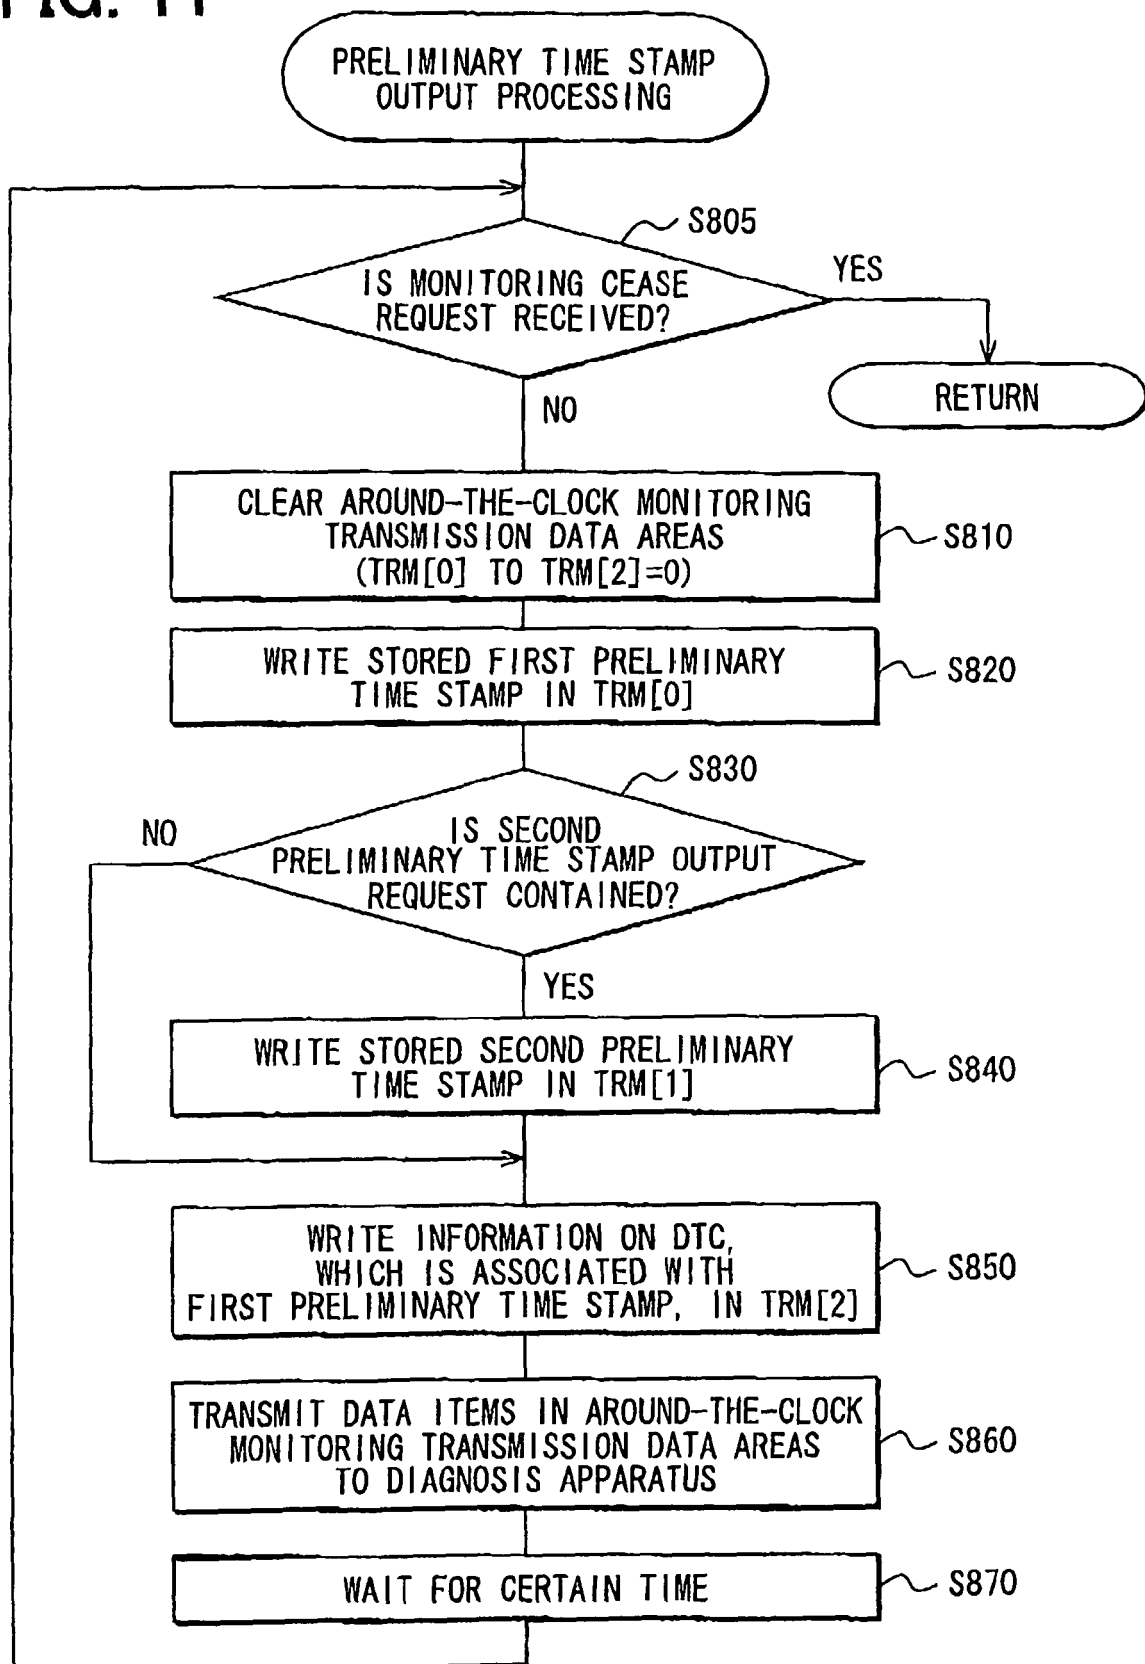 PRELIMINARY TIME STAMP
OUTPUT PROCESSING
S805
IS MONITORING CEASE
REQUEST RECEIVED?
YES
RETURN
NO
CLEAR AROUND-THE-CLOCK MONITORING
TRANSMISSION DATA AREAS
(TRM[0] TO TRM[2]=0)
S810
WRITE STORED FIRST PRELIMINARY
TIME STAMP IN TRM[0]
S820
S830
NO
IS SECOND
PRELIMINARY TIME STAMP OUTPUT
REQUEST CONTAINED?
YES
WRITE STORED SECOND PRELIMINARY
TIME STAMP IN TRM[1]
S840
WRITE INFORMATION ON DTC,
WHICH IS ASSOCIATED WITH
FIRST PRELIMINARY TIME STAMP, IN TRM[2]
S850
TRANSMIT DATA ITEMS IN AROUND-THE-CLOCK
MONITORING TRANSMISSION DATA AREAS
TO DIAGNOSIS APPARATUS
S860
WAIT FOR CERTAIN TIME
S870